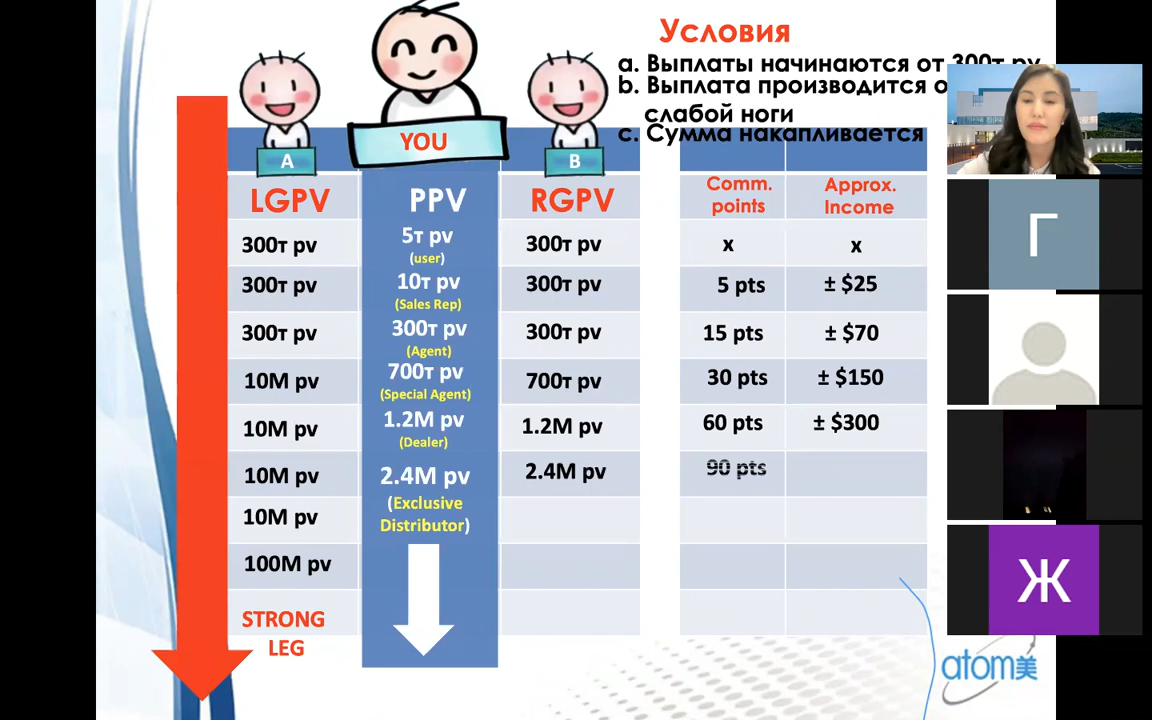 Условия
a. Выплаты начинаются от 300т pv
b. Выплата производится о
слабой ноги
c. Сумма накапливается
YOU
A
B
LGPV PPV RGPV Comm. points Approx. Income
300т pv 5т pv (user) 300т pv x x
300т pv 10т pv (Sales Rep) 300т pv 5 pts ± $25
300т pv 300т pv (Agent) 300т pv 15 pts ± $70
10M pv 700т pv (Special Agent) 700т pv 30 pts ± $150
10M pv 1.2M pv (Dealer) 1.2M pv 60 pts ± $300
10M pv 2.4M pv (Exclusive Distributor) 2.4M pv 90 pts
10M pv
100M pv
STRONG
LEG
Г
Ж
atom美